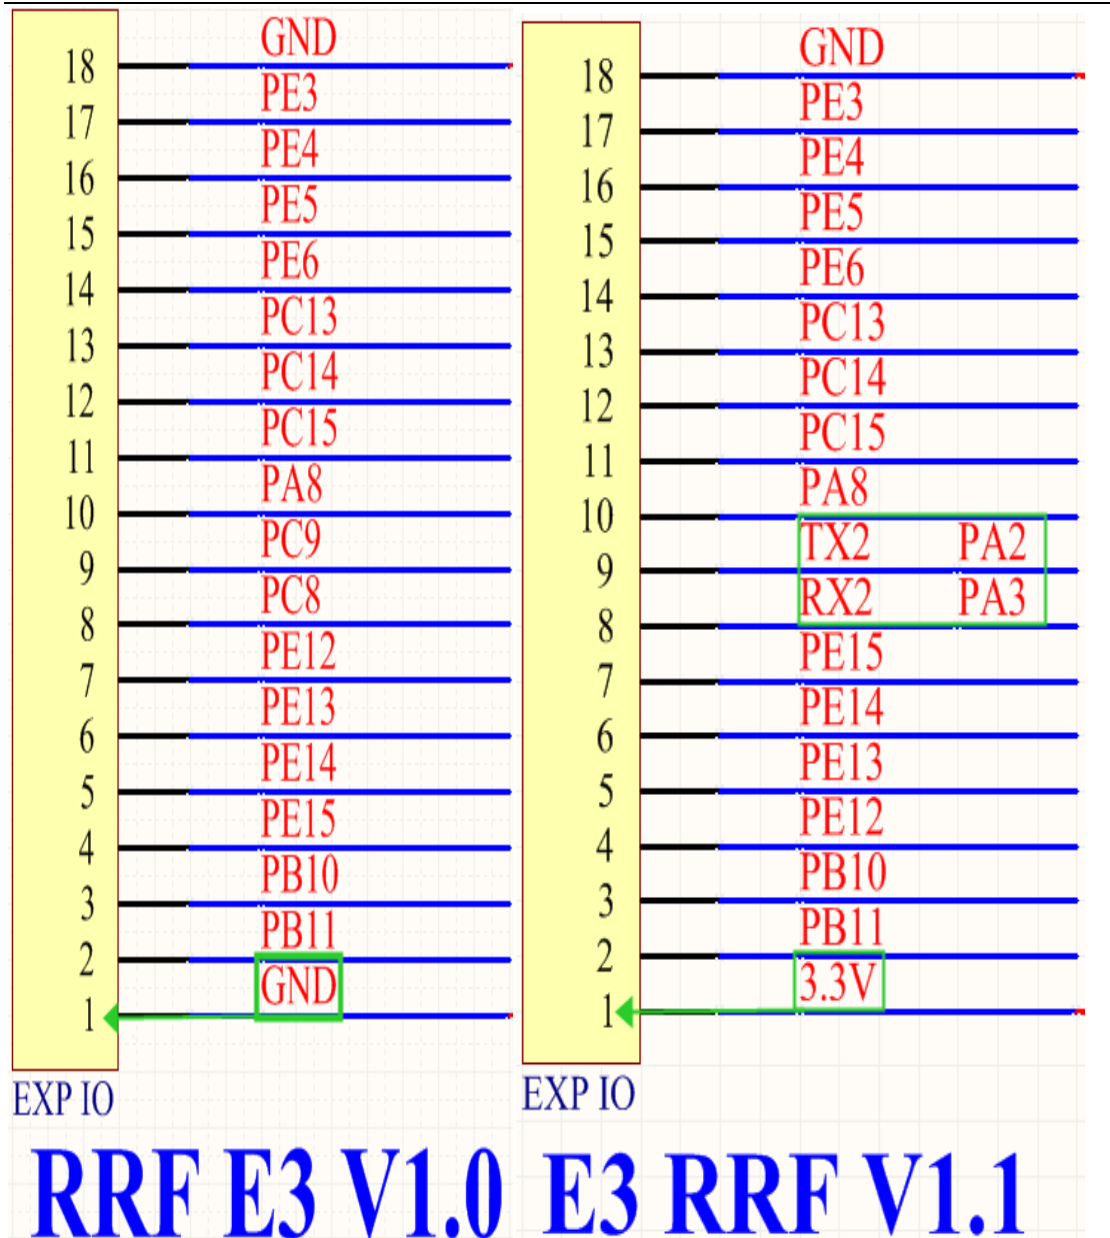 GND
18
PE3
17
PE4
16
PE5
15
PE6
14
PC13
13
PC14
12
PC15
11
PA8
10
PC9
9
PC8
8
PE12
7
PE13
6
PE14
5
PE15
4
PB10
3
PB11
2
GND
1
EXP IO
RRF E3 V1.0
GND
18
PE3
17
PE4
16
PE5
15
PE6
14
PC13
13
PC14
12
PC15
11
PA8
10
TX2 PA2
9
RX2 PA3
8
PE15
7
PE14
6
PE13
5
PE12
4
PB10
3
PB11
2
3.3V
1
EXP IO
E3 RRF V1.1